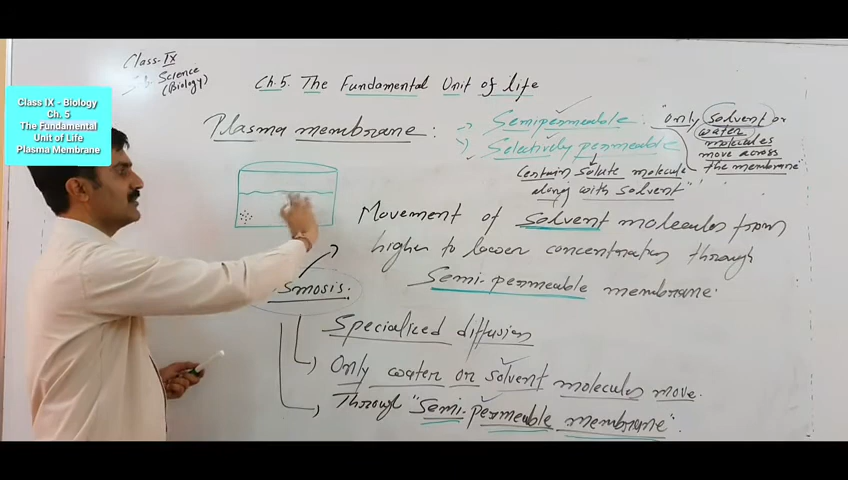 Class-IX
Science
(Biology)
Class IX - Biology
Ch. 5
The Fundamental
Unit of Life
Plasma Membrane
Ch.5. The Fundamental Unit of life
Plasma membrane :
→ Semipermeable :
→ Selectively permeable
"only solvent or
water molecules
move across
the membrane"
Contain solute molecule
along with solvent"
Movement of solvent molecules from
higher to lower concentration through
Semi-permeable membrane.
smosis.
Specialised diffusion
Only water or solvent molecules move.
Through "Semi-permeable membrane".